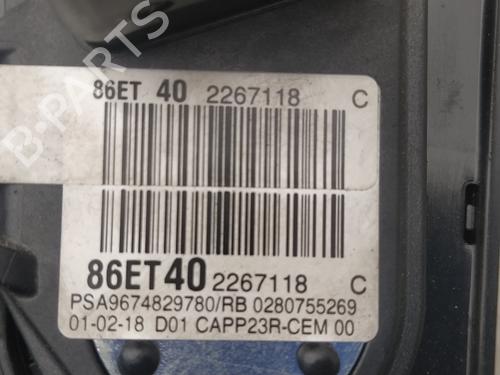 86ET 40 2267118 C
B-PARTS
86ET40 2267118 C
PSA9674829780/RB 0280755269
01-02-18 D01 CAPP23R-CEM 00